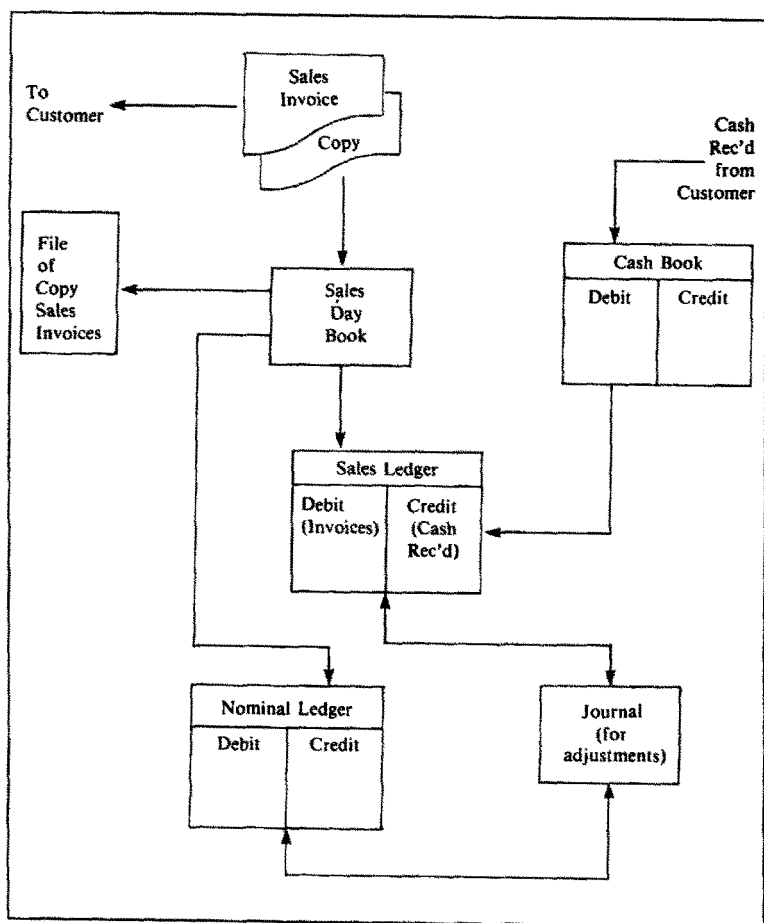 Sales
Invoice
To
Customer
Copy
Cash
Rec'd
from
Customer
File
of
Copy
Sales
Invoices
Sales
Day
Book
Cash Book
Debit
Credit
Sales Ledger
Debit
(Invoices)
Credit
(Cash
Rec'd)
Nominal Ledger
Debit
Credit
Journal
(for
adjustments)